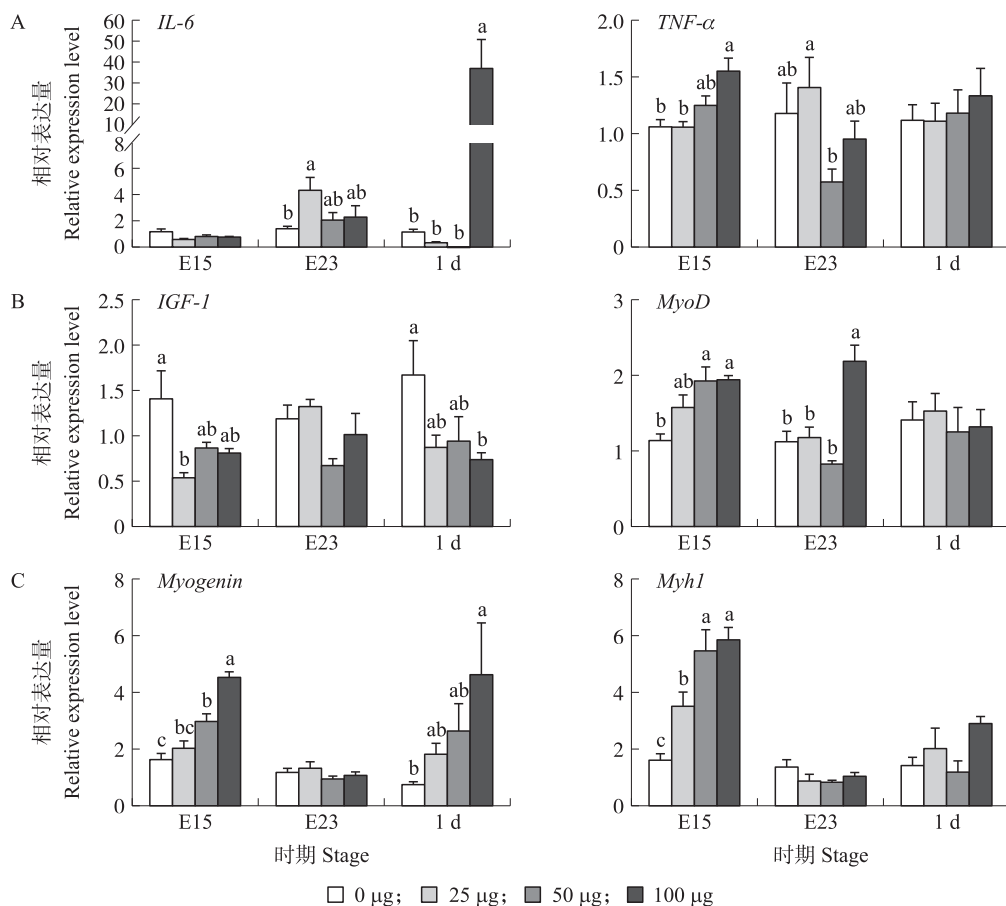 A
IL-6
相对表达量
Relative expression level
60
50
40
30
20
10
8
6
4
2
0
b a ab ab
b b b a
E15 E23 1 d
TNF-α
2.0
1.5
1.0
0.5
0
b b ab a
ab a b ab
E15 E23 1 d
B
IGF-1
相对表达量
Relative expression level
2.5
2.0
1.5
1.0
0.5
0
a b ab ab
a ab ab b
E15 E23 1 d
MyoD
3
2
1
0
b ab a a
b b b a
E15 E23 1 d
C
Myogenin
相对表达量
Relative expression level
8
6
4
2
0
c bc b a
b ab ab a
E15 E23 1 d
时期 Stage
Myh1
8
6
4
2
0
c b a a
E15 E23 1 d
时期 Stage
0 μg; 25 μg; 50 μg; 100 μg